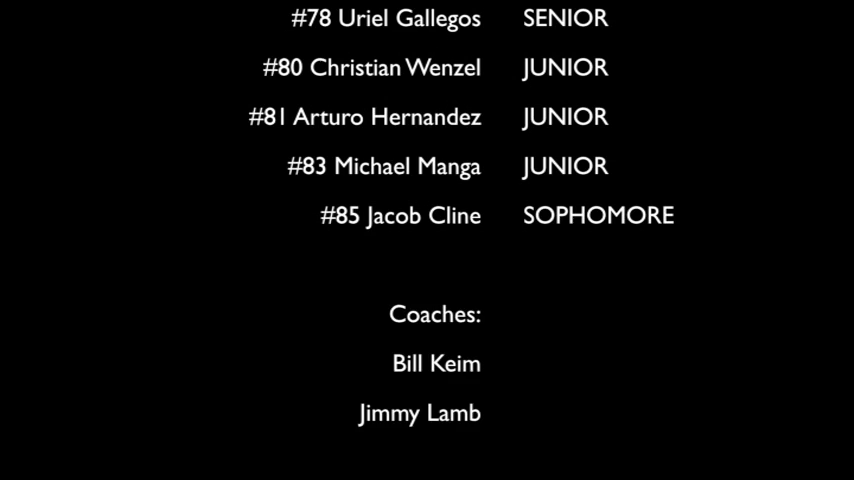 #78 Uriel Gallegos SENIOR
#80 Christian Wenzel JUNIOR
#81 Arturo Hernandez JUNIOR
#83 Michael Manga JUNIOR
#85 Jacob Cline SOPHOMORE
Coaches:
Bill Keim
Jimmy Lamb